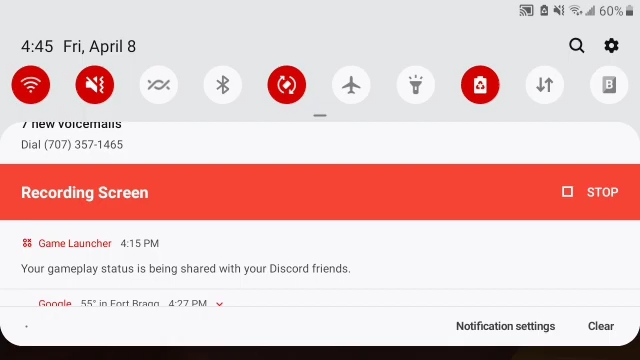 60%
4:45 Fri, April 8
B
7 new voicemails
Dial (707) 357-1465
Recording Screen
STOP
Game Launcher 4:15 PM
Your gameplay status is being shared with your Discord friends.
Google 55° in Fort Bragg 4:27 PM
Notification settings
Clear